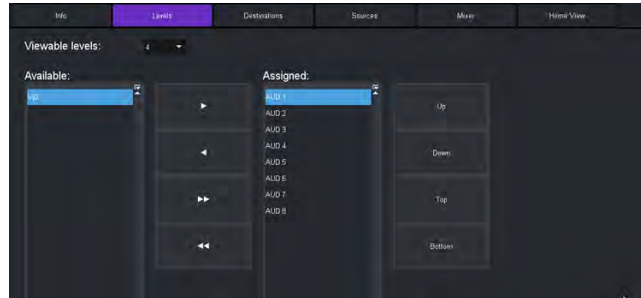 Info Levels Destinations Sources Mixer Home View
Viewable levels: 4
Available: Assigned:
VID
AUD 1
AUD 2
AUD 3
AUD 4
AUD 5
AUD 6
AUD 7
AUD 8
Up
Down
Top
Bottom